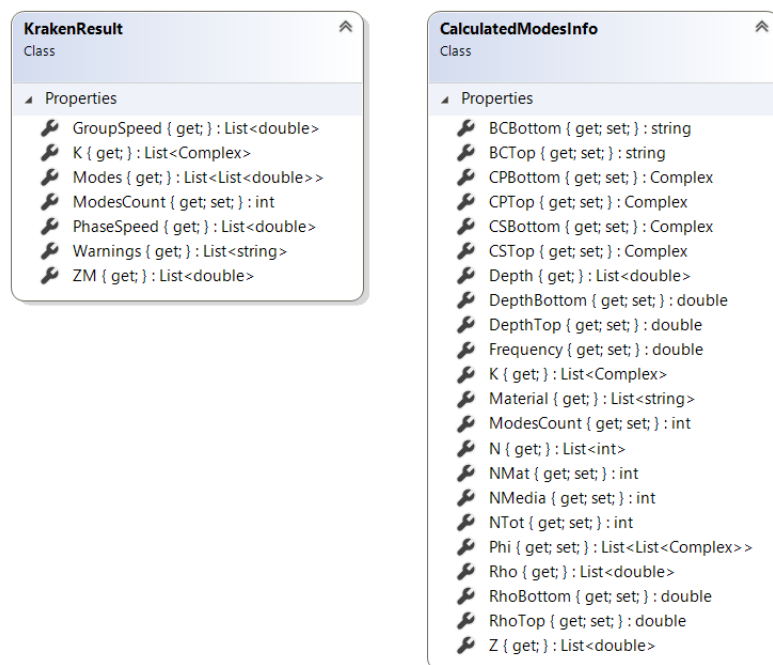 KrakenResult
Class
Properties
GroupSpeed { get; } : List<double>
K { get; } : List<Complex>
Modes { get; } : List<List<double>>
ModesCount { get; set; } : int
PhaseSpeed { get; } : List<double>
Warnings { get; } : List<string>
ZM { get; } : List<double>
CalculatedModesInfo
Class
Properties
BCBottom { get; set; } : string
BCTop { get; set; } : string
CPBottom { get; set; } : Complex
CPTop { get; set; } : Complex
CSBottom { get; set; } : Complex
CSTop { get; set; } : Complex
Depth { get; } : List<double>
DepthBottom { get; set; } : double
DepthTop { get; set; } : double
Frequency { get; set; } : double
K { get; } : List<Complex>
Material { get; } : List<string>
ModesCount { get; set; } : int
N { get; } : List<int>
NMat { get; set; } : int
NMedia { get; set; } : int
NTot { get; set; } : int
Phi { get; set; } : List<List<Complex>>
Rho { get; } : List<double>
RhoBottom { get; set; } : double
RhoTop { get; set; } : double
Z { get; } : List<double>